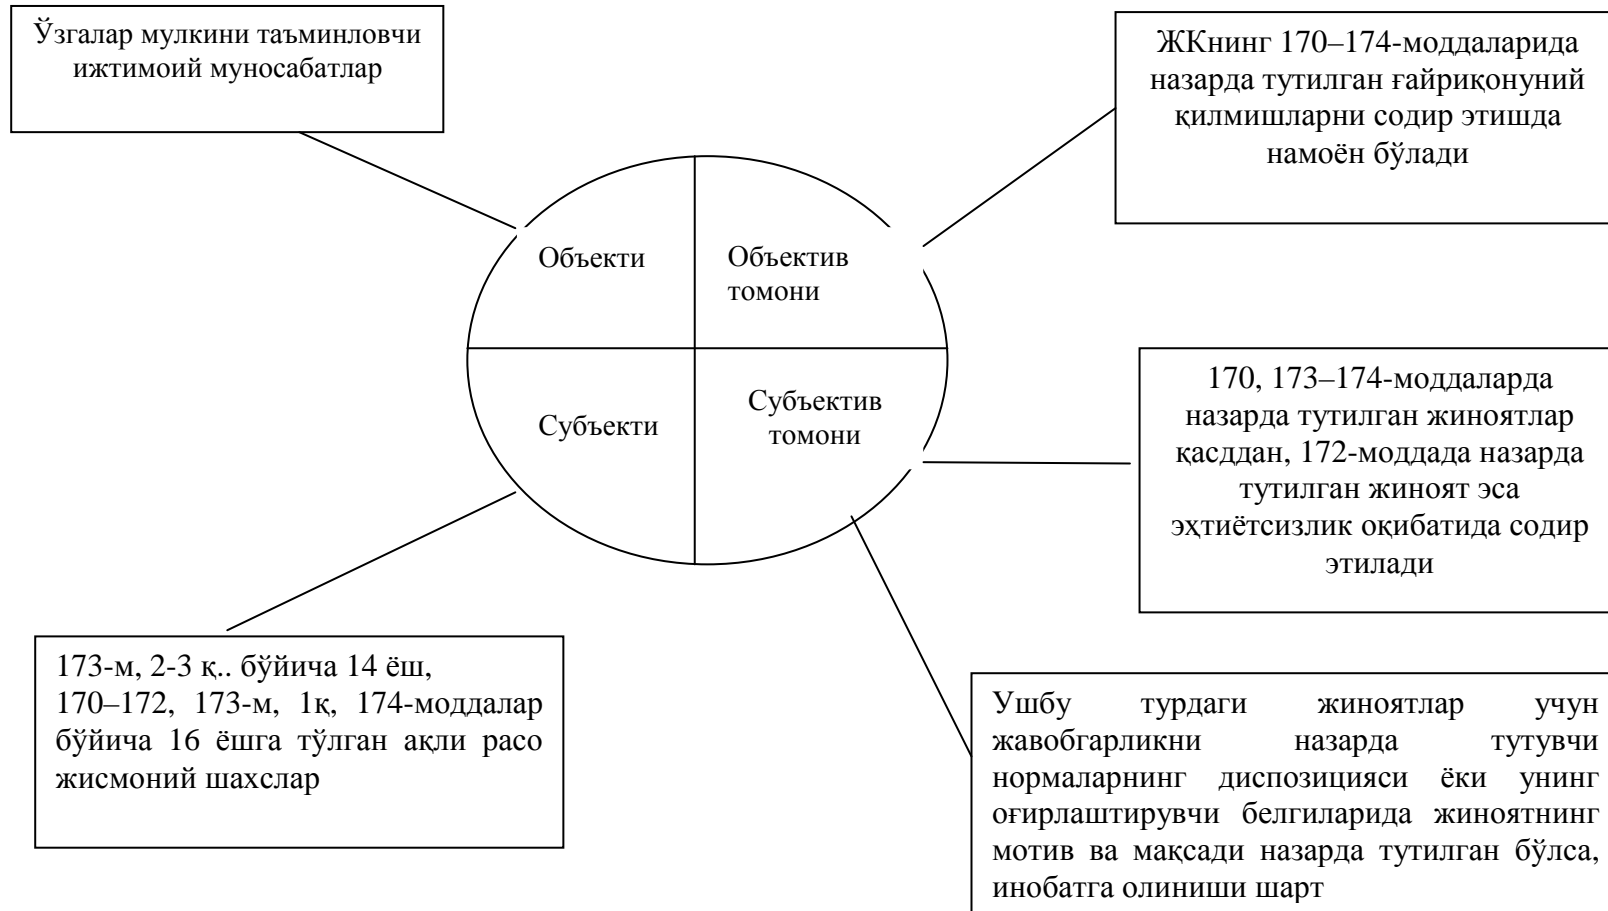 Ўзгалар мулкини таъминловчи
ижтимоий муносабатлар
ЖКнинг 170–174-моддаларида
назарда тутилган ғайриқонуний
қилмишларни содир этишда
намоён бўлади
Объекти
Объектив
томони
Субъекти
Субъектив
томони
170, 173–174-моддаларда
назарда тутилган жиноятлар
қасддан, 172-моддада назарда
тутилган жиноят эса
эҳтиётсизлик оқибатида содир
этилади
173-м, 2-3 қ.. бўйича 14 ёш,
170–172, 173-м, 1қ, 174-моддалар
бўйича 16 ёшга тўлган ақли расо
жисмоний шахслар
Ушбу турдаги жиноятлар учун
жавобгарликни назарда тутувчи
нормаларнинг диспозицияси ёки унинг
оғирлаштирувчи белгиларида жиноятнинг
мотив ва мақсади назарда тутилган бўлса,
инобатга олиниши шарт